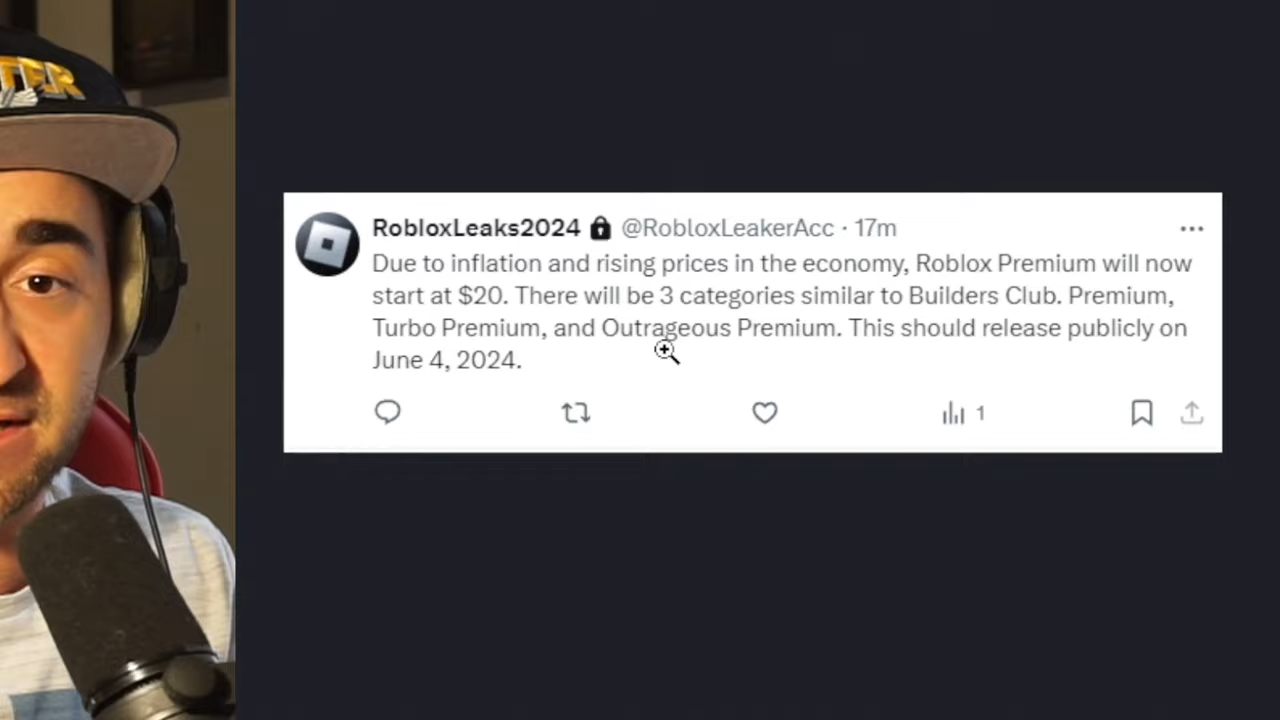 TER
RobloxLeaks2024 @RobloxLeakerAcc · 17m
Due to inflation and rising prices in the economy, Roblox Premium will now
start at $20. There will be 3 categories similar to Builders Club. Premium,
Turbo Premium, and Outrageous Premium. This should release publicly on
June 4, 2024.
1